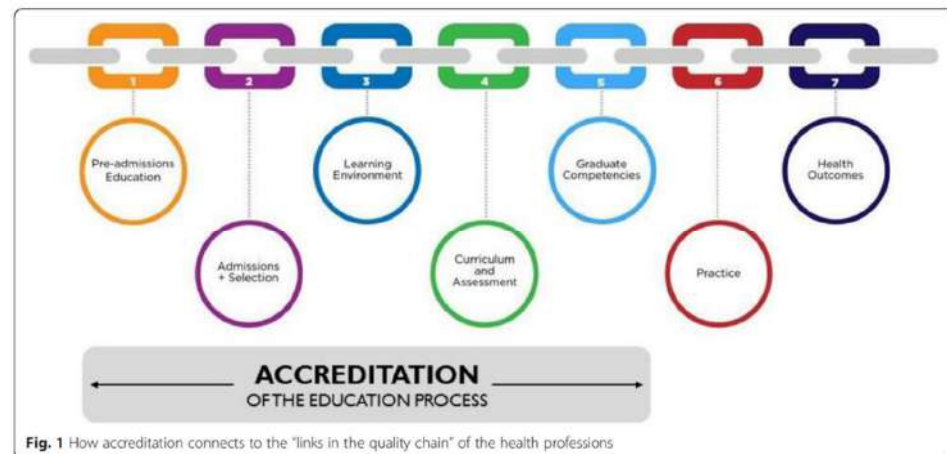 1
2
3
4
5
6
7
Pre-admissions
Education
Learning
Environment
Graduate
Competencies
Health
Outcomes
Admissions
+ Selection
Curriculum
and
Assessment
Practice
ACCREDITATION
OF THE EDUCATION PROCESS
Fig. 1 How accreditation connects to the "links in the quality chain" of the health professions